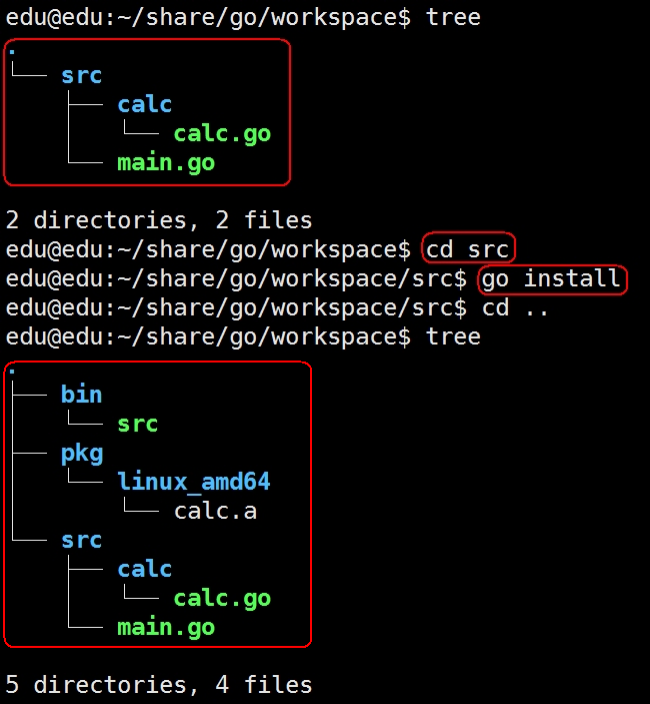 edu@edu:~/share/go/workspace$ tree
.
└── src
    ├── calc
    │   └── calc.go
    └── main.go
2 directories, 2 files
edu@edu:~/share/go/workspace$ cd src
edu@edu:~/share/go/workspace/src$ go install
edu@edu:~/share/go/workspace/src$ cd ..
edu@edu:~/share/go/workspace$ tree
.
├── bin
│   └── src
├── pkg
│   └── linux_amd64
│       └── calc.a
└── src
    ├── calc
    │   └── calc.go
    └── main.go
5 directories, 4 files